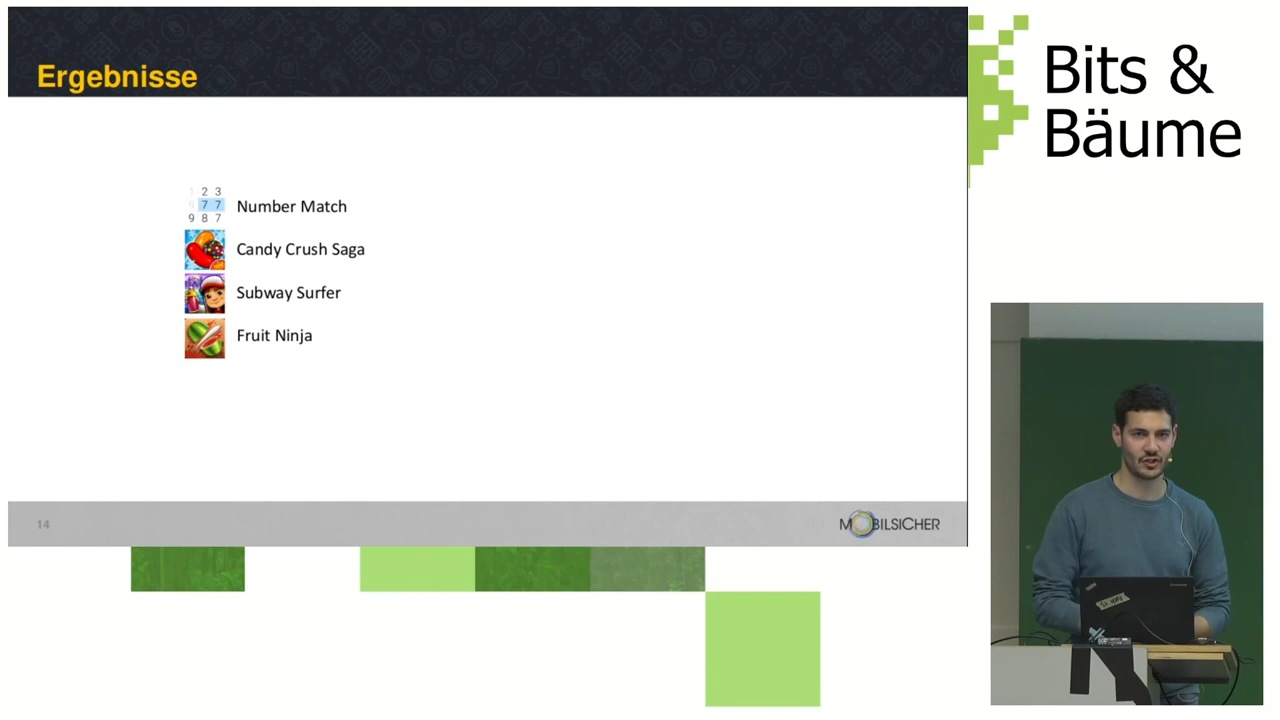 Ergebnisse
Bits &
Bäume
1 2 3
9 7 7
9 8 7
Number Match
Candy Crush Saga
Subway Surfer
Fruit Ninja
14
MOBILSICHER